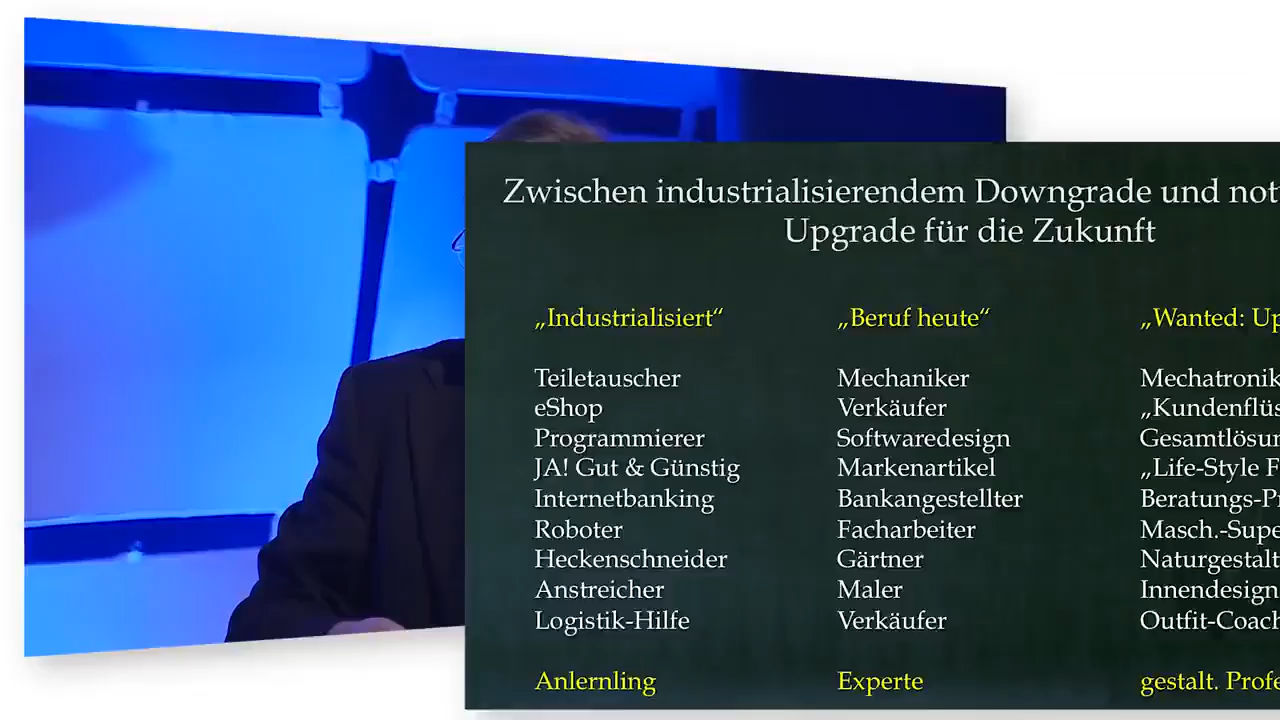 Zwischen industrialisierendem Downgrade und not
Upgrade für die Zukunft
„Industrialisiert“ „Beruf heute“ „Wanted: Up
Teiletauscher Mechaniker Mechatronik
eShop Verkäufer „Kundenflüs
Programmierer Softwaredesign Gesamtlösun
JA! Gut & Günstig Markenartikel „Life-Style F
Internetbanking Bankangestellter Beratungs-Pr
Roboter Facharbeiter Masch.-Supe
Heckenschneider Gärtner Naturgestalt
Anstreicher Maler Innendesign
Logistik-Hilfe Verkäufer Outfit-Coach
Anlernling Experte gestalt. Profe